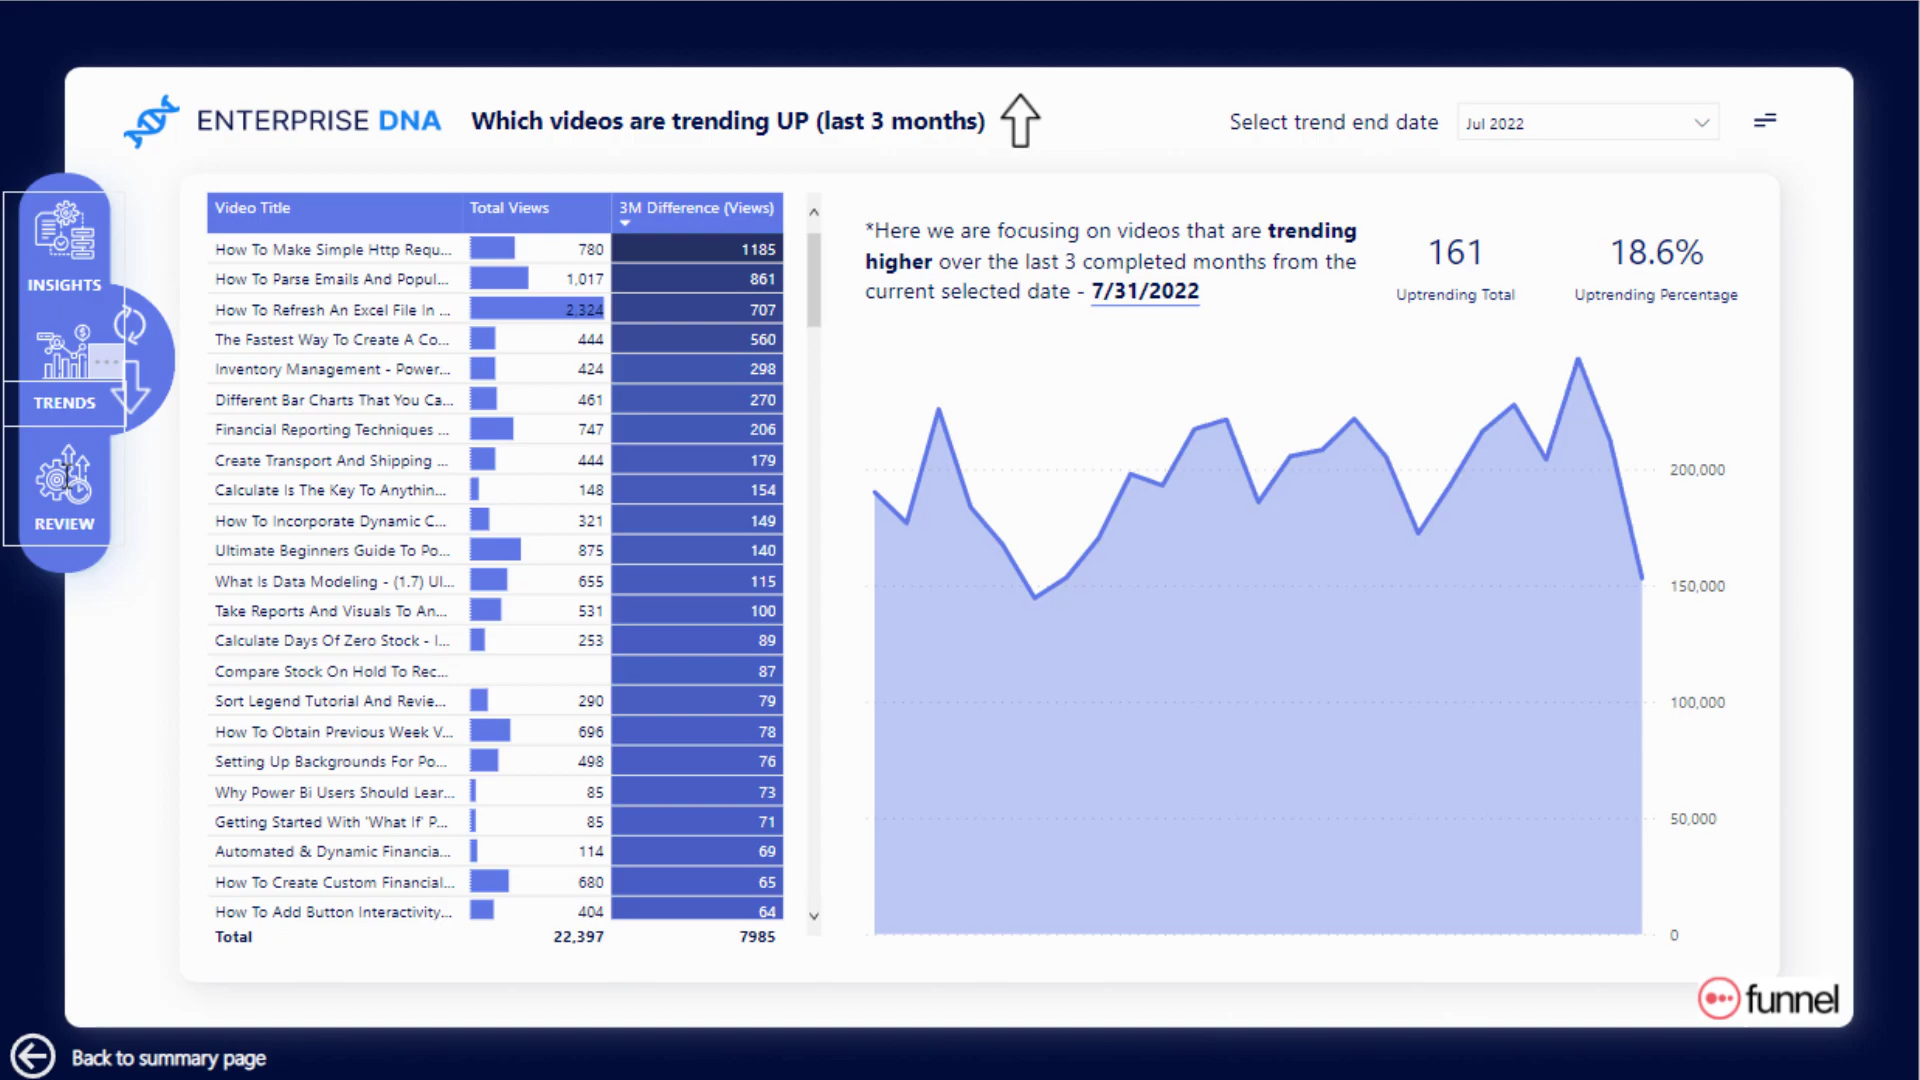 ENTERPRISE DNA
Which videos are trending UP (last 3 months)
Select trend end date
Jul 2022
INSIGHTS
TRENDS
REVIEW
Video Title Total Views 3M Difference (Views)
How To Make Simple Http Requ... 780 1185
How To Parse Emails And Popul... 1,017 861
How To Refresh An Excel File In ... 2,324 707
The Fastest Way To Create A Co... 444 560
Inventory Management - Power... 424 298
Different Bar Charts That You Ca... 461 270
Financial Reporting Techniques ... 747 206
Create Transport And Shipping ... 444 179
Calculate Is The Key To Anythin... 148 154
How To Incorporate Dynamic C... 321 149
Ultimate Beginners Guide To Po... 875 140
What Is Data Modeling - (1.7) Ul... 655 115
Take Reports And Visuals To An... 531 100
Calculate Days Of Zero Stock - I... 253 89
Compare Stock On Hold To Rec... 87
Sort Legend Tutorial And Revie... 290 79
How To Obtain Previous Week V... 696 78
Setting Up Backgrounds For Po... 498 76
Why Power Bi Users Should Lear... 85 73
Getting Started With 'What If' P... 85 71
Automated & Dynamic Financia... 114 69
How To Create Custom Financial... 680 65
How To Add Button Interactivity... 404 64
Total 22,397 7985
*Here we are focusing on videos that are trending
higher over the last 3 completed months from the
current selected date - 7/31/2022
161
Uptrending Total
18.6%
Uptrending Percentage
200,000
150,000
100,000
50,000
0
funnel
Back to summary page